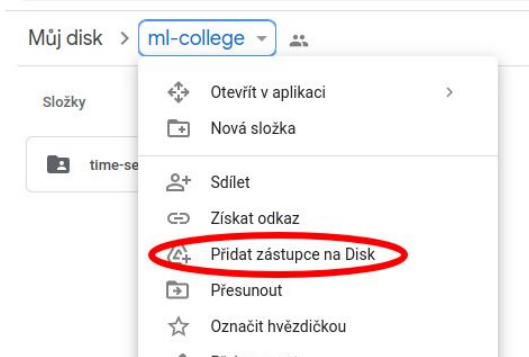 Můj disk > ml-college
Složky
Otevřít v aplikaci
Nová složka
time-se
Sdílet
Získat odkaz
Přidat zástupce na Disk
Přesunout
Označit hvězdičkou